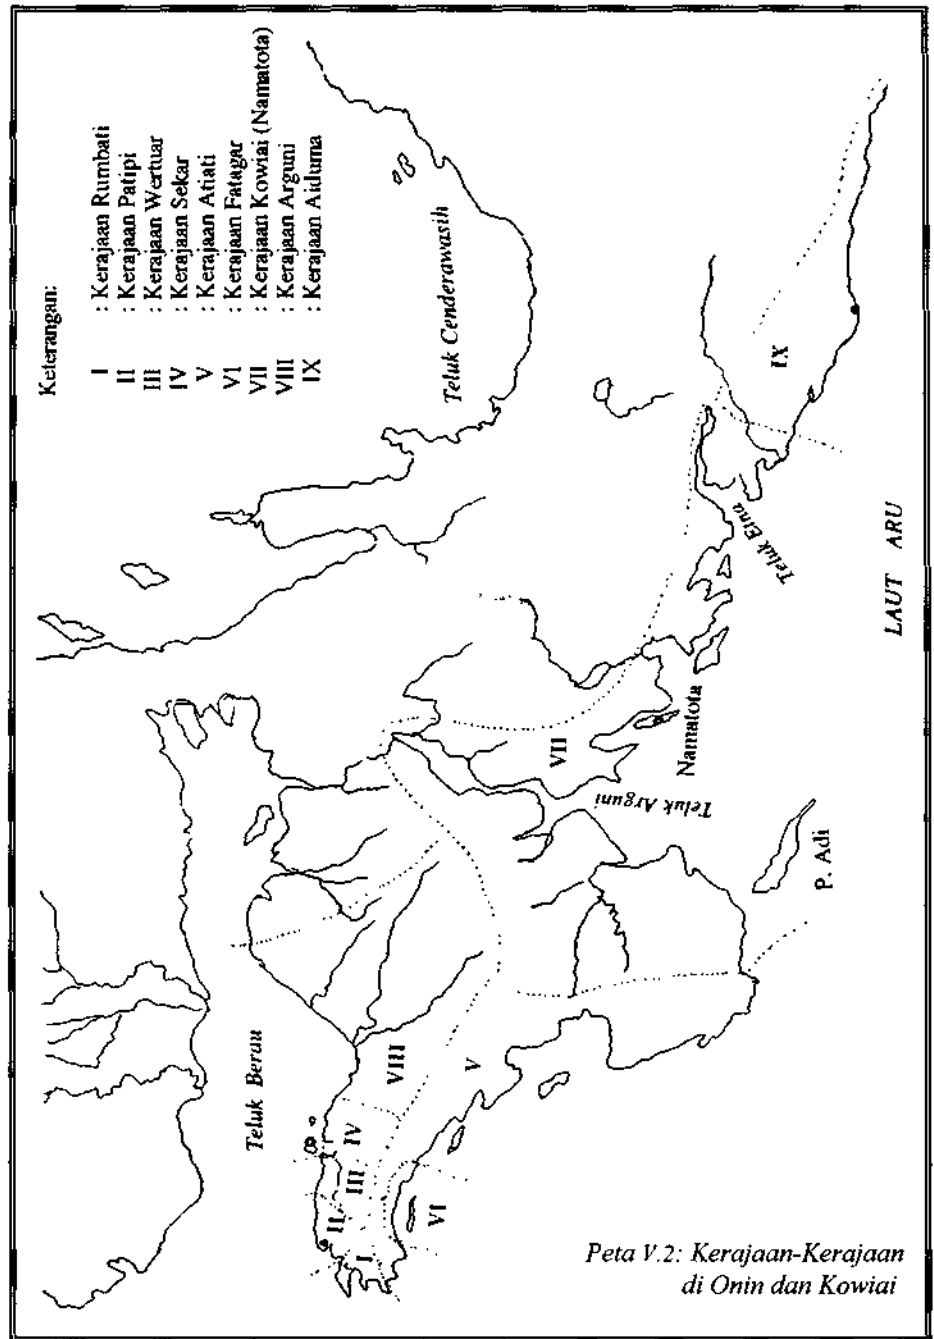 Keterangan:
I : Kerajaan Rumbati
II : Kerajaan Patipi
III : Kerajaan Wertuar
IV : Kerajaan Sekar
V : Kerajaan Atiati
VI : Kerajaan Fatagar
VII : Kerajaan Kowiai (Namatota)
VIII : Kerajaan Arguni
IX : Kerajaan Aiduma
Teluk Cenderawasih
Teluk Berau
Teluk Etna
Teluk Arguni
Namatota
P. Adi
LAUT ARU
I
II
III
IV
V
VI
VII
VIII
IX
Peta V.2: Kerajaan-Kerajaan
di Onin dan Kowiai